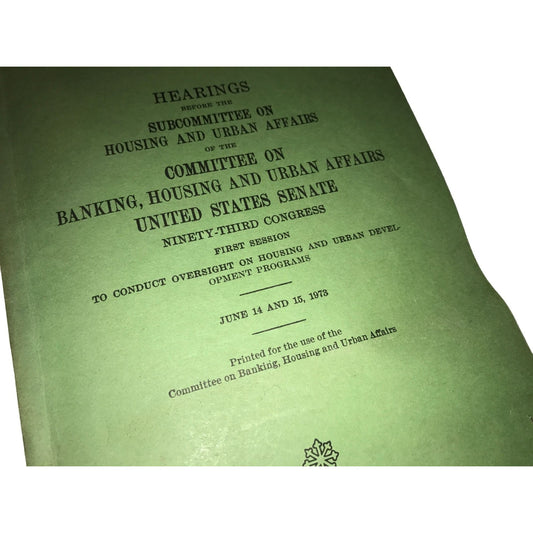 HEARINGS
BEFORE THE
SUBCOMMITTEE ON
HOUSING AND URBAN AFFAIRS
OF THE
COMMITTEE ON
BANKING, HOUSING AND URBAN AFFAIRS
UNITED STATES SENATE
NINETY-THIRD CONGRESS
FIRST SESSION
TO CONDUCT OVERSIGHT ON HOUSING AND URBAN DEVEL-
OPMENT PROGRAMS
JUNE 14 AND 15, 1973
Printed for the use of the
Committee on Banking, Housing and Urban Affairs